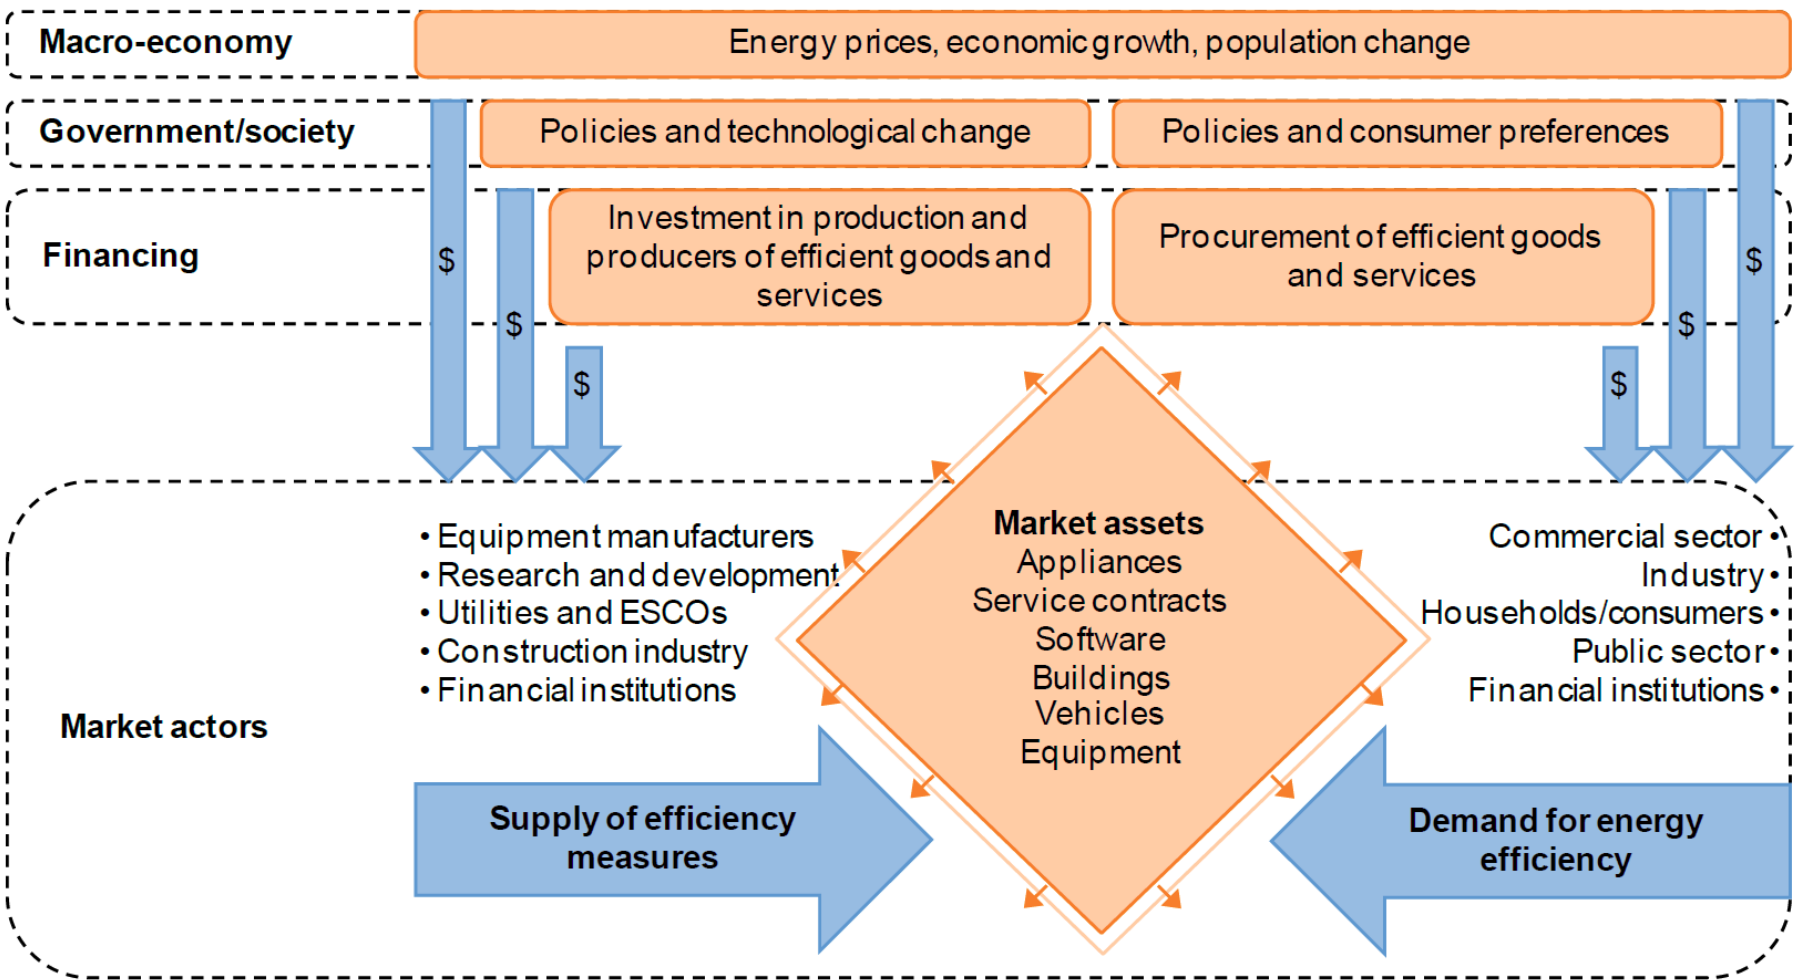 Macro-economy
Energy prices, economic growth, population change
Government/society
Policies and technological change
Policies and consumer preferences
Financing
Investment in production and
producers of efficient goods and
services
Procurement of efficient goods
and services
$
$
$
$
$
$
Market actors
• Equipment manufacturers
• Research and development
• Utilities and ESCOs
• Construction industry
• Financial institutions
Market assets
Appliances
Service contracts
Software
Buildings
Vehicles
Equipment
Commercial sector •
Industry •
Households/consumers •
Public sector •
Financial institutions •
Supply of efficiency
measures
Demand for energy
efficiency